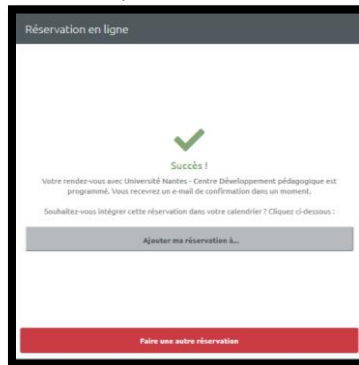 Réservation en ligne
Succès !
Votre rendez-vous avec Université Nantes - Centre Développement pédagogique est
programmé. Vous recevrez un e-mail de confirmation dans un moment.
Souhaitez-vous intégrer cette réservation dans votre calendrier ? Cliquez ci-dessous :
Ajouter ma réservation à...
Faire une autre réservation